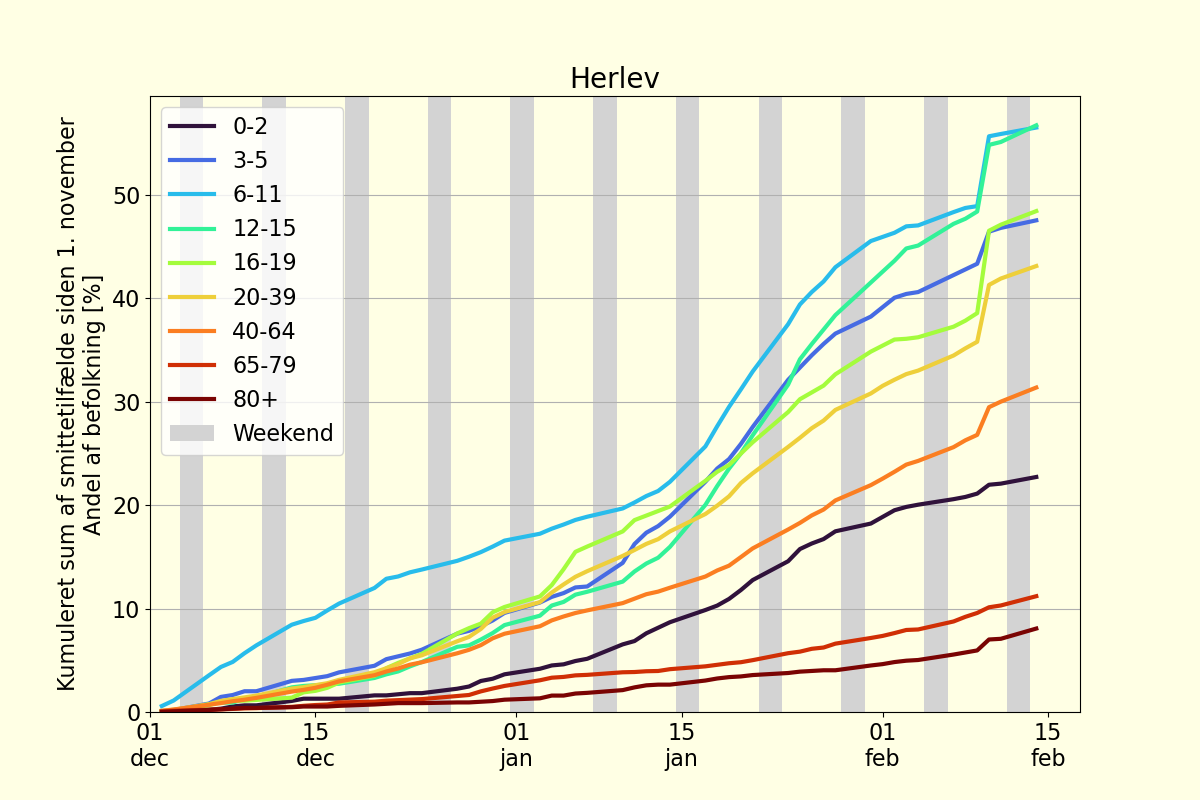 Herlev
Kumuleret sum af smittetilfælde siden 1. november
Andel af befolkning [%]
0-2
3-5
6-11
12-15
16-19
20-39
40-64
65-79
80+
Weekend
50
40
30
20
10
0
01 15 01 15 01 15
dec dec jan jan feb feb